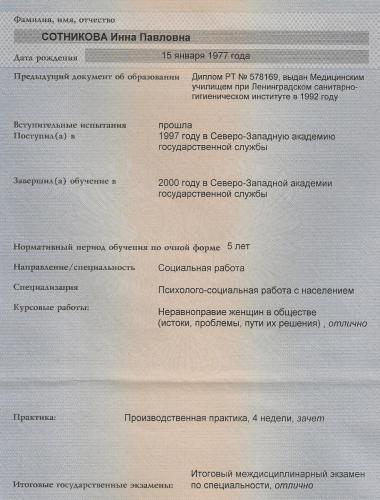 Фамилия, имя, отчество
СОТНИКОВА Инна Павловна
Дата рождения 15 января 1977 года
Предыдущий документ об образовании Диплом РТ № 578169, выдан Медицинским
училищем при Ленинградском санитарно-
гигиеническом институте в 1992 году
Вступительные испытания прошла
Поступил(а) в 1997 году в Северо-Западную академию
государственной службы
Завершил(а) обучение в 2000 году в Северо-Западной академии
государственной службы
Нормативный период обучения по очной форме 5 лет
Направление/специальность Социальная работа
Специализация Психолого-социальная работа с населением
Курсовые работы: Неравноправие женщин в обществе
(истоки, проблемы, пути их решения) , отлично
Практика: Производственная практика, 4 недели, зачет
Итоговый междисциплинарный экзамен
Итоговые государственные экзамены: по специальности, отлично